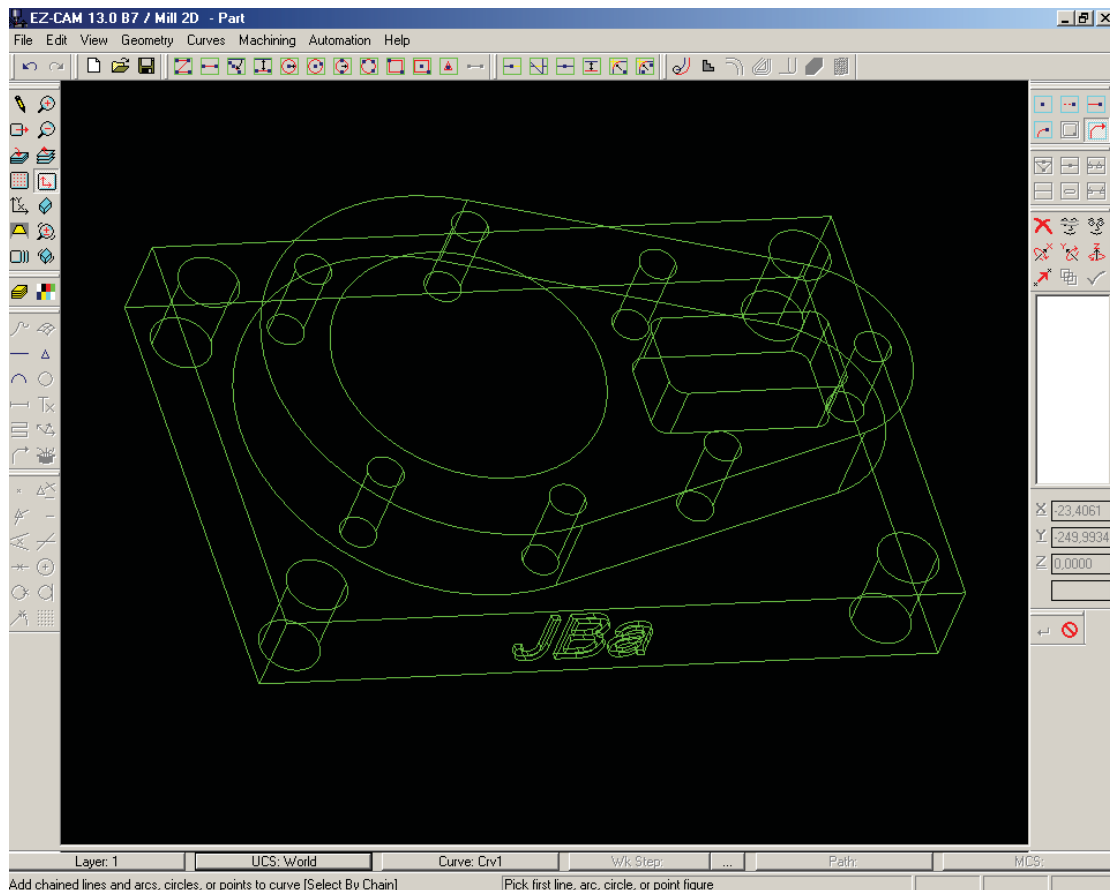 EZ-CAM 13.0 B7 / Mill 2D - Part
File Edit View Geometry Curves Machining Automation Help
X -23,4061
Y -249,9934
Z 0,0000
JBa
Layer: 1 UCS: World Curve: Crv1 Wk Step: ... Path: MCS:
Add chained lines and arcs, circles, or points to curve [Select By Chain] Pick first line, arc, circle, or point figure